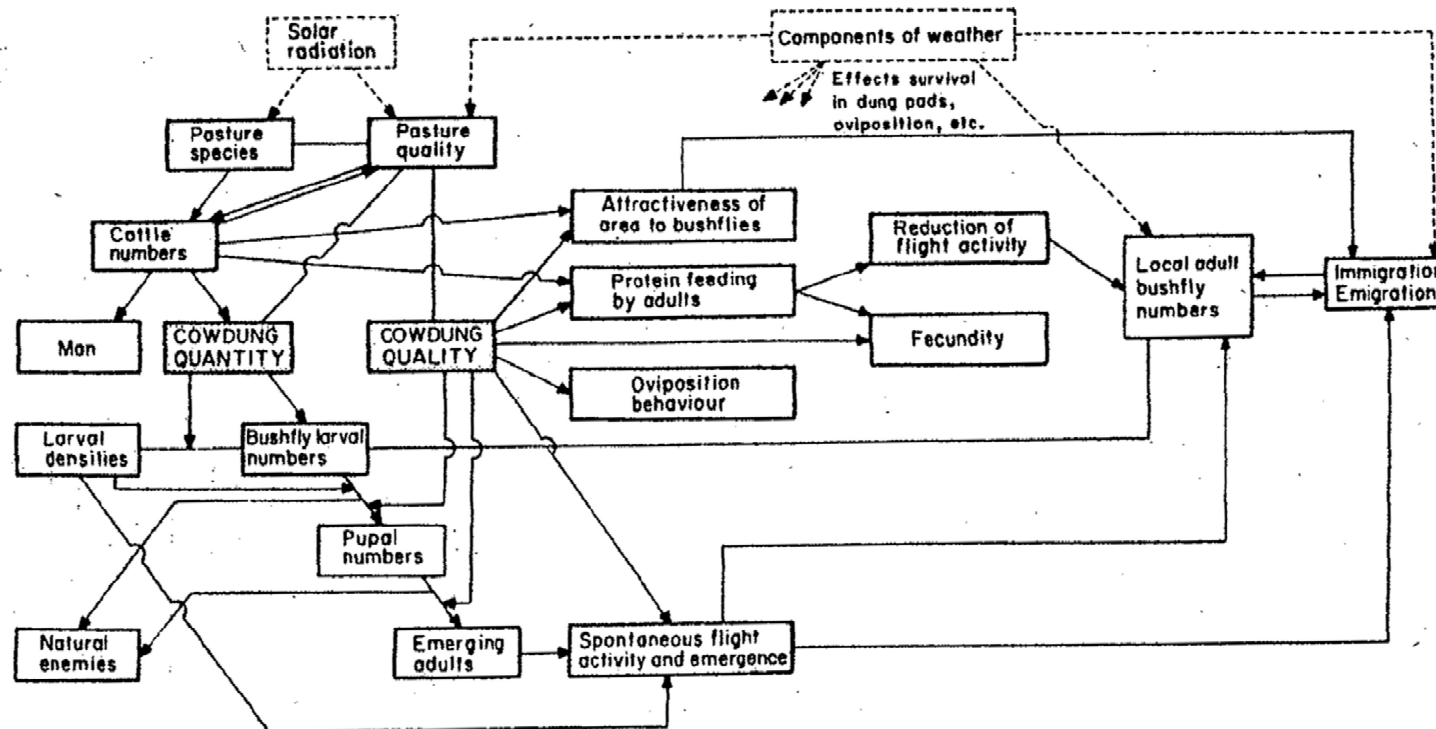 Solar
radiation
Components of weather
Effects survival
in dung pads,
oviposition, etc.
Pasture
species
Pasture
quality
Cattle
numbers
Attractiveness of
area to bushflies
Reduction of
flight activity
Local adult
bushfly
numbers
Immigration
Emigration
Protein feeding
by adults
Man
COWDUNG
QUANTITY
COWDUNG
QUALITY
Fecundity
Oviposition
behaviour
Larval
densities
Bushfly larval
numbers
Pupal
numbers
Natural
enemies
Emerging
adults
Spontaneous flight
activity and emergence